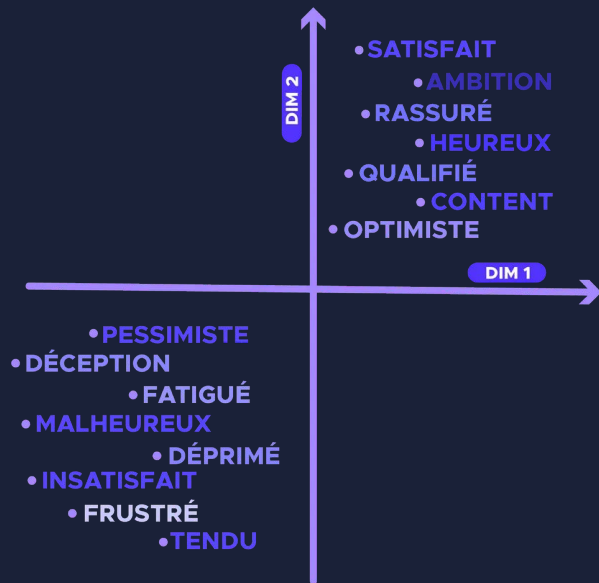 SATISFAIT
DIM 2
AMBITION
RASSURÉ
HEUREUX
QUALIFIÉ
CONTENT
OPTIMISTE
DIM 1
PESSIMISTE
DÉCEPTION
FATIGUÉ
MALHEUREUX
DÉPRIMÉ
INSATISFAIT
FRUSTRÉ
TENDU